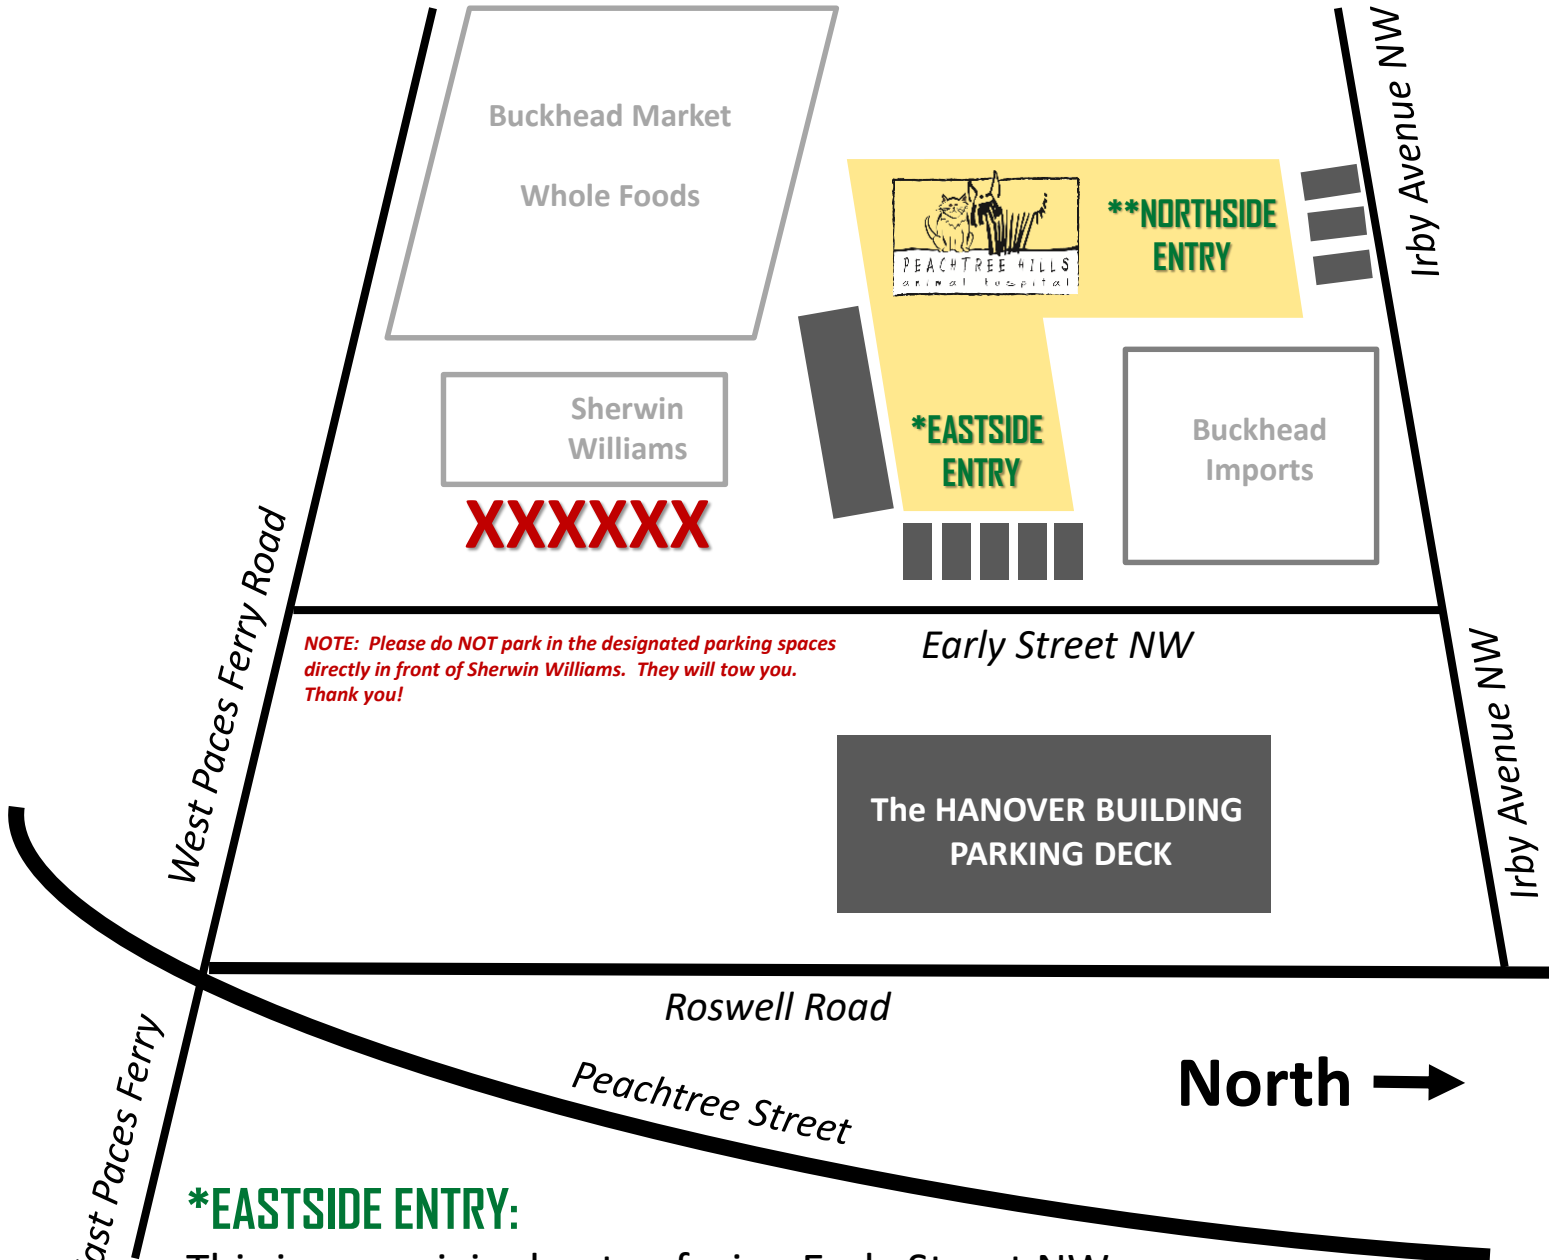 Buckhead Market
Whole Foods
Irby Avenue NW
PEACHTREE HILLS
animal hospital
**NORTHSIDE
ENTRY
Sherwin
Williams
*EASTSIDE
ENTRY
Buckhead
Imports
XXXXXX
West Paces Ferry Road
NOTE:  Please do NOT park in the designated parking spaces
directly in front of Sherwin Williams.  They will tow you.
Thank you!
Early Street NW
Irby Avenue NW
The HANOVER BUILDING
PARKING DECK
Roswell Road
North
Peachtree Street
East Paces Ferry
*EASTSIDE ENTRY: